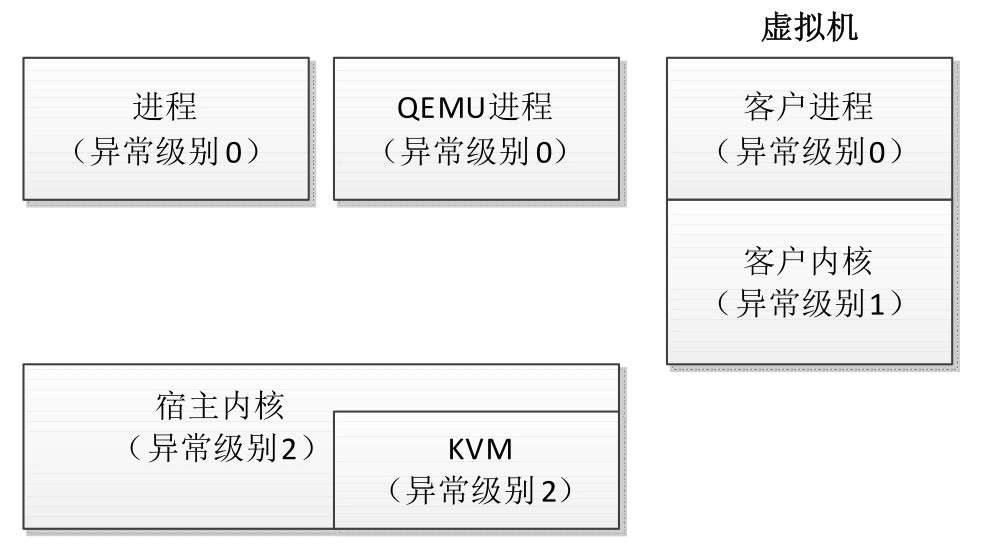 虚拟机
进程
（异常级别0）
QEMU进程
（异常级别0）
客户进程
（异常级别0）
客户内核
（异常级别1）
宿主内核
（异常级别2）
KVM
（异常级别2）